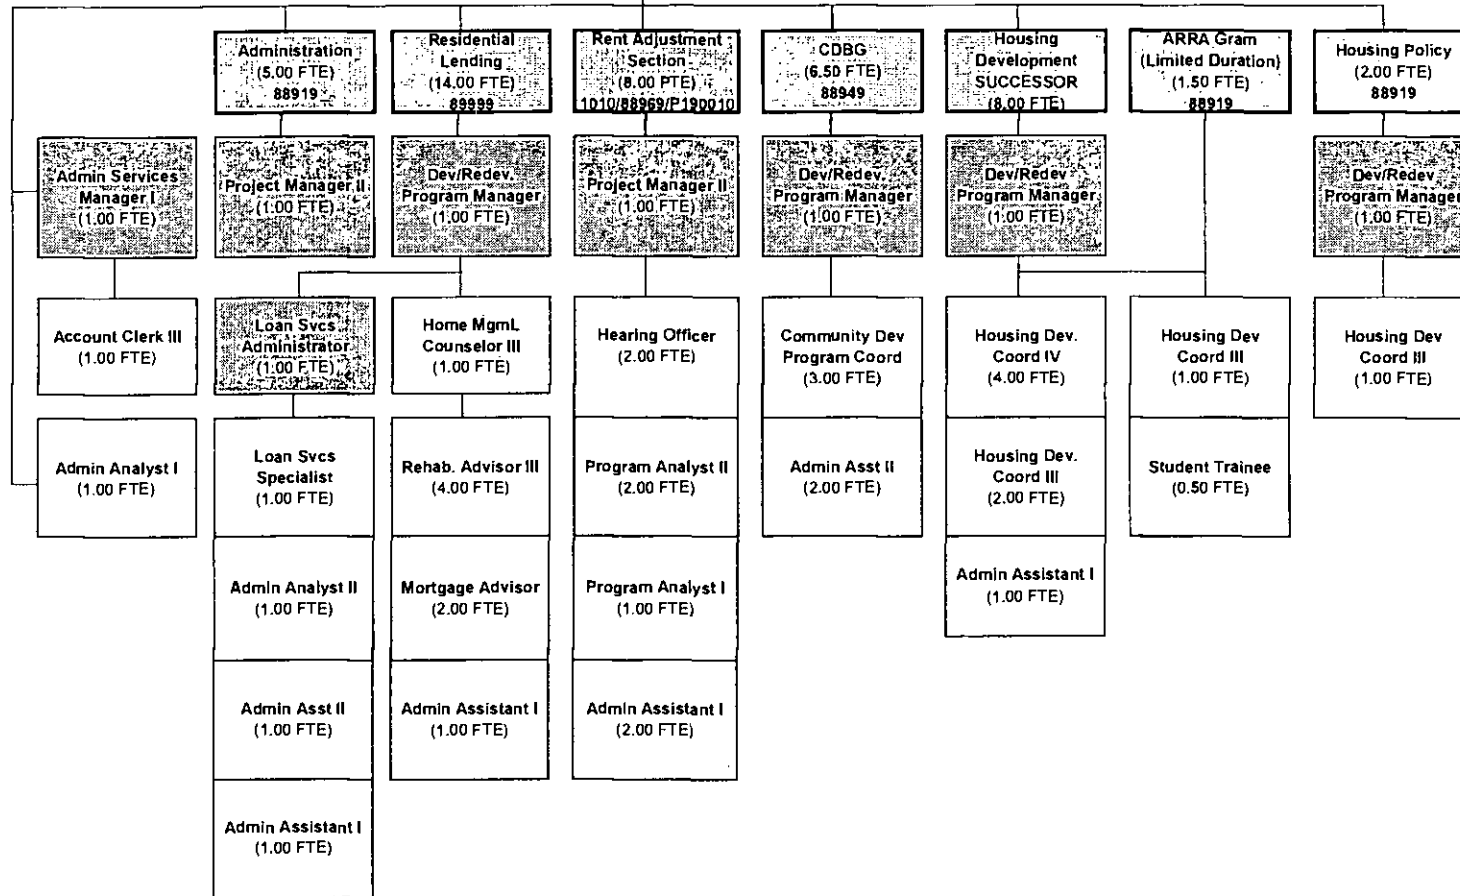 Administration
(5.00 FTE)
88919
Residential
Lending
(14.00 FTE)
89999
Rent Adjustment
Section
(8.00 PTE)
1010/88969/P190010
CDBG
(6.50 FTE)
88949
Housing
Development
SUCCESSOR
(8.00 FTE)
ARRA Gram
(Limited Duration)
(1.50 FTE)
88919
Housing Policy
(2.00 FTE)
88919
Admin Services
Manager I
(1.00 FTE)
Project Manager II
(1.00 FTE)
Dev/Redev.
Program Manager
(1.00 FTE)
Project Manager II
(1.00 FTE)
Dev/Redev.
Program Manager
(1.00 FTE)
Dev/Redev
Program Manager
(1.00 FTE)
Dev/Redev
Program Manager
(1.00 FTE)
Account Clerk III
(1.00 FTE)
Loan Svcs
Administrator
(1.00 FTE)
Home MgmL
Counselor III
(1.00 FTE)
Hearing Officer
(2.00 FTE)
Community Dev
Program Coord
(3.00 FTE)
Housing Dev.
Coord IV
(4.00 FTE)
Housing Dev
Coord III
(1.00 FTE)
Housing Dev
Coord III
(1.00 FTE)
Admin Analyst I
(1.00 FTE)
Loan Svcs
Specialist
(1.00 FTE)
Rehab. Advisor III
(4.00 FTE)
Program Analyst II
(2.00 FTE)
Admin Asst II
(2.00 FTE)
Housing Dev.
Coord III
(2.00 FTE)
Student Trainee
(0.50 FTE)
Admin Analyst II
(1.00 FTE)
Mortgage Advisor
(2.00 FTE)
Program Analyst I
(1.00 FTE)
Admin Assistant I
(1.00 FTE)
Admin Asst II
(1.00 FTE)
Admin Assistant I
(1.00 FTE)
Admin Assistant I
(2.00 FTE)
Admin Assistant I
(1.00 FTE)